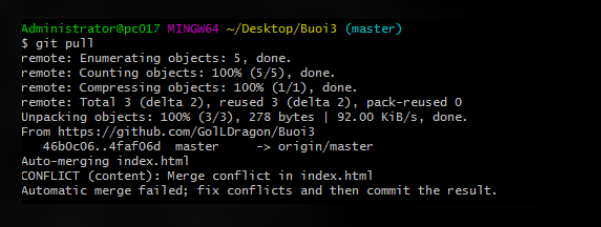 Administrator@pc017 MINGW64 ~/Desktop/Buoi3 (master)
$ git pull
remote: Enumerating objects: 5, done.
remote: Counting objects: 100% (5/5), done.
remote: Compressing objects: 100% (1/1), done.
remote: Total 3 (delta 2), reused 3 (delta 2), pack-reused 0
Unpacking objects: 100% (3/3), 278 bytes | 92.00 KiB/s, done.
From https://github.com/GolLDragon/Buoi3
   46b0c06..4faf06d  master     -> origin/master
Auto-merging index.html
CONFLICT (content): Merge conflict in index.html
Automatic merge failed; fix conflicts and then commit the result.